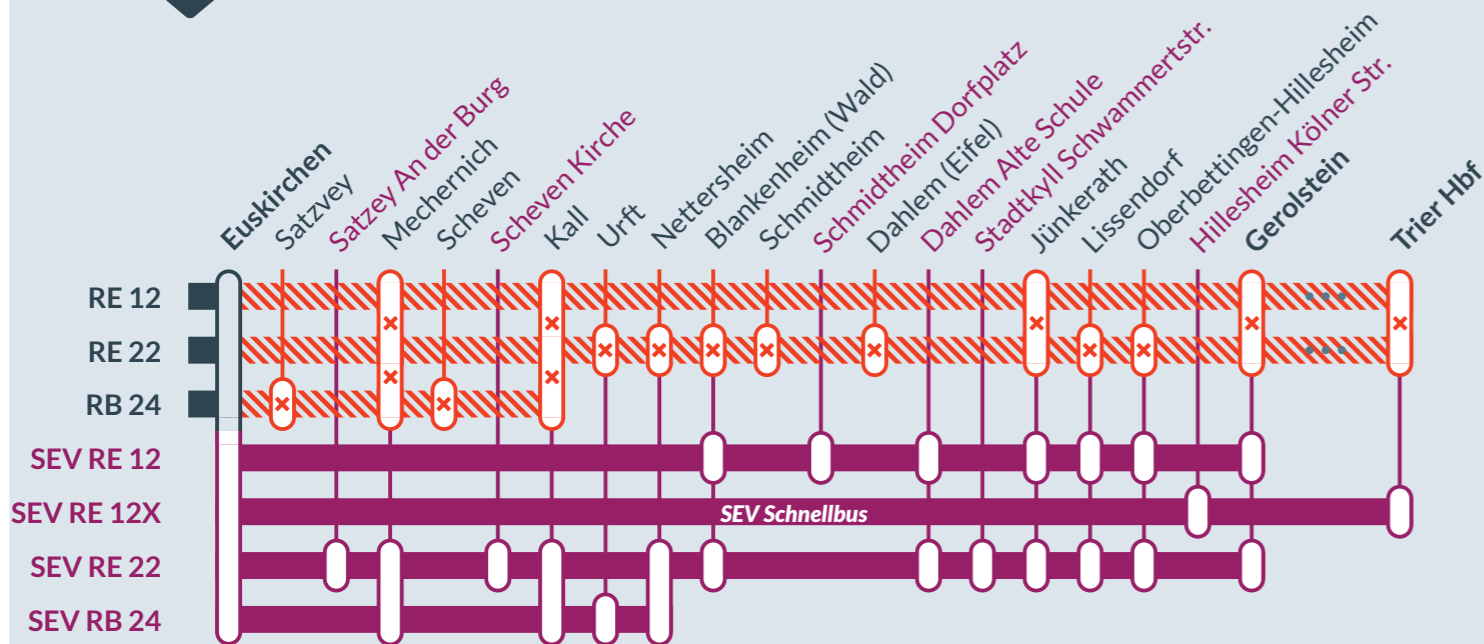 Euskirchen
Satzvey
Satzey An der Burg
Mechernich
Scheven
Scheven Kirche
Kall
Urft
Nettersheim
Blankenheim (Wald)
Schmidtheim
Schmidtheim Dorfplatz
Dahlem (Eifel)
Dahlem Alte Schule
Stadtkyll Schwammertstr.
Jünkerath
Lissendorf
Oberbettingen-Hillesheim
Hillesheim Kölner Str.
Gerolstein
Trier Hbf
RE 12
RE 22
RB 24
SEV RE 12
SEV RE 12X
SEV Schnellbus
SEV RE 22
SEV RB 24